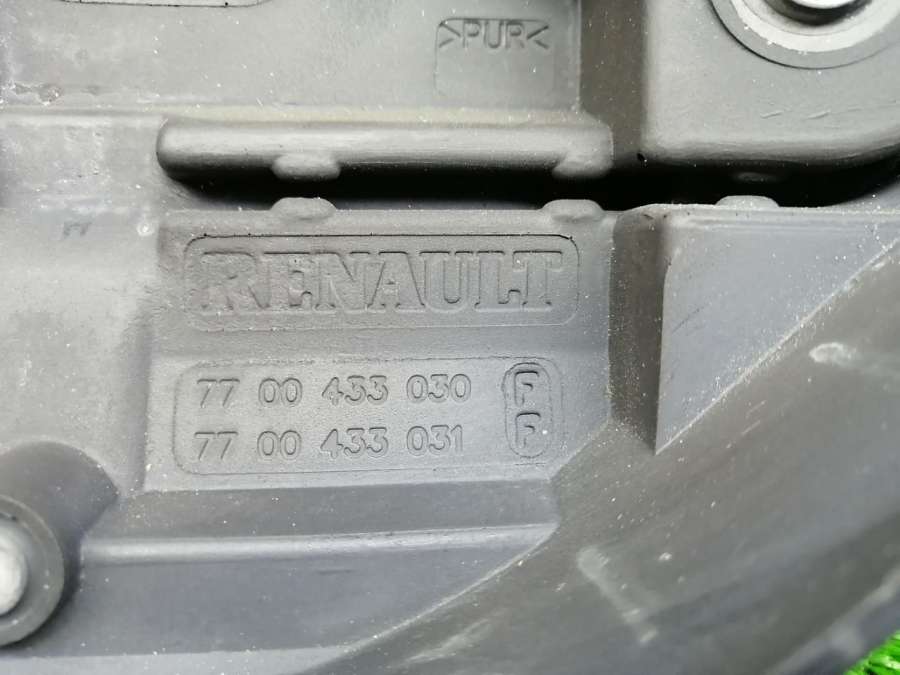 >PUR<
RENAULT
77 00 433 030 F
77 00 433 031 F